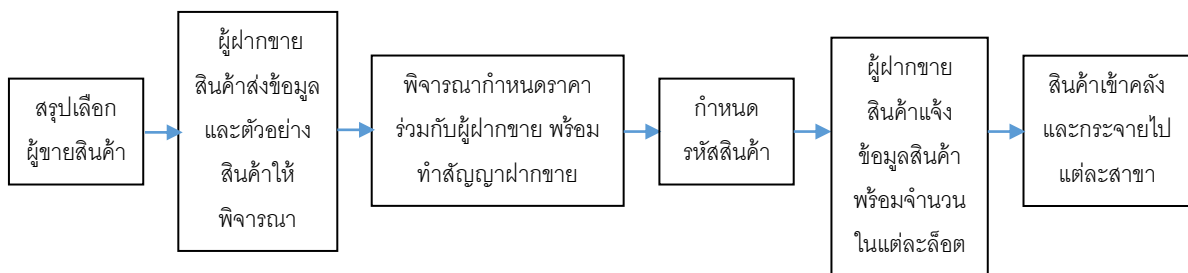 สรุปเลือก
ผู้ขายสินค้า
ผู้ฝากขาย
สินค้าส่งข้อมูล
และตัวอย่าง
สินค้าให้
พิจารณา
พิจารณากำหนดราคา
ร่วมกับผู้ฝากขาย พร้อม
ทำสัญญาฝากขาย
กำหนด
รหัสสินค้า
ผู้ฝากขาย
สินค้าแจ้ง
ข้อมูลสินค้า
พร้อมจำนวน
ในแต่ละล็อต
สินค้าเข้าคลัง
และกระจายไป
แต่ละสาขา